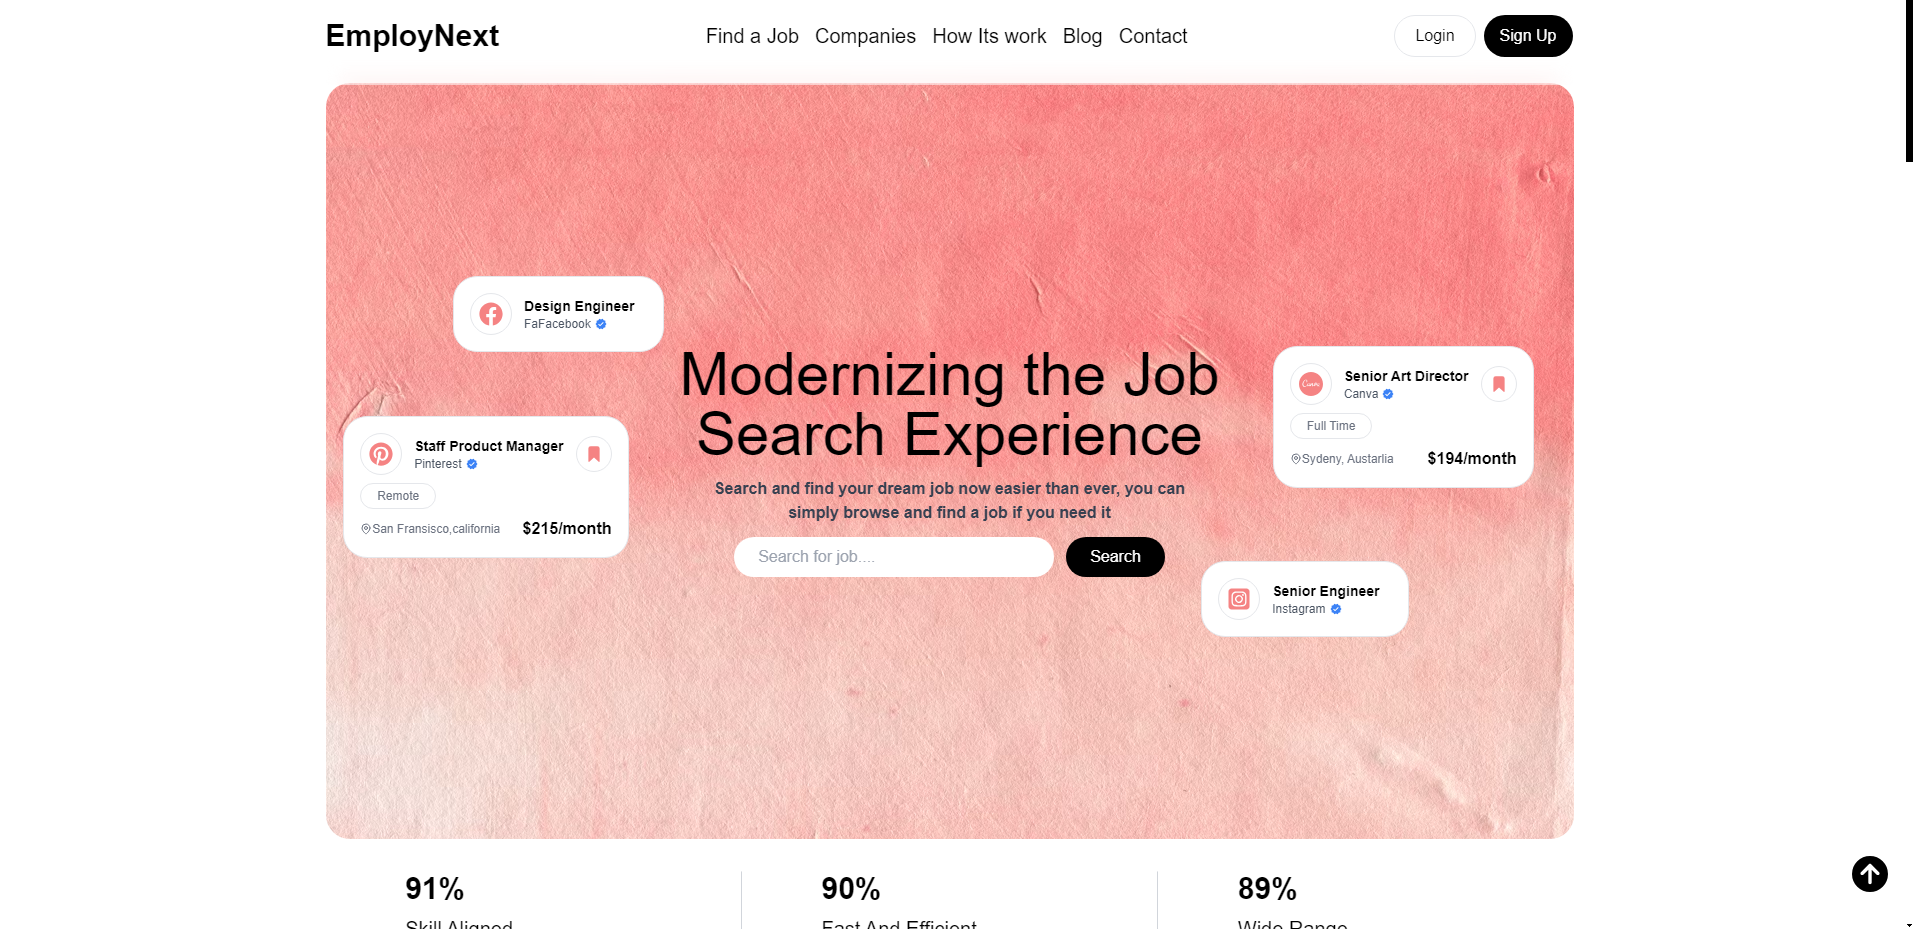 EmployNext
Find a Job
Companies
How Its work
Blog
Contact
Login
Sign Up
Design Engineer
FaFacebook
Modernizing the Job
Search Experience
Search and find your dream job now easier than ever, you can
simply browse and find a job if you need it
Search for job....
Search
Staff Product Manager
Pinterest
Remote
San Fransisco,california
$215/month
Canva
Senior Art Director
Canva
Full Time
Sydeny, Austarlia
$194/month
Senior Engineer
Instagram
91%
Skill Aligned
90%
Fast And Efficient
89%
Wide Range